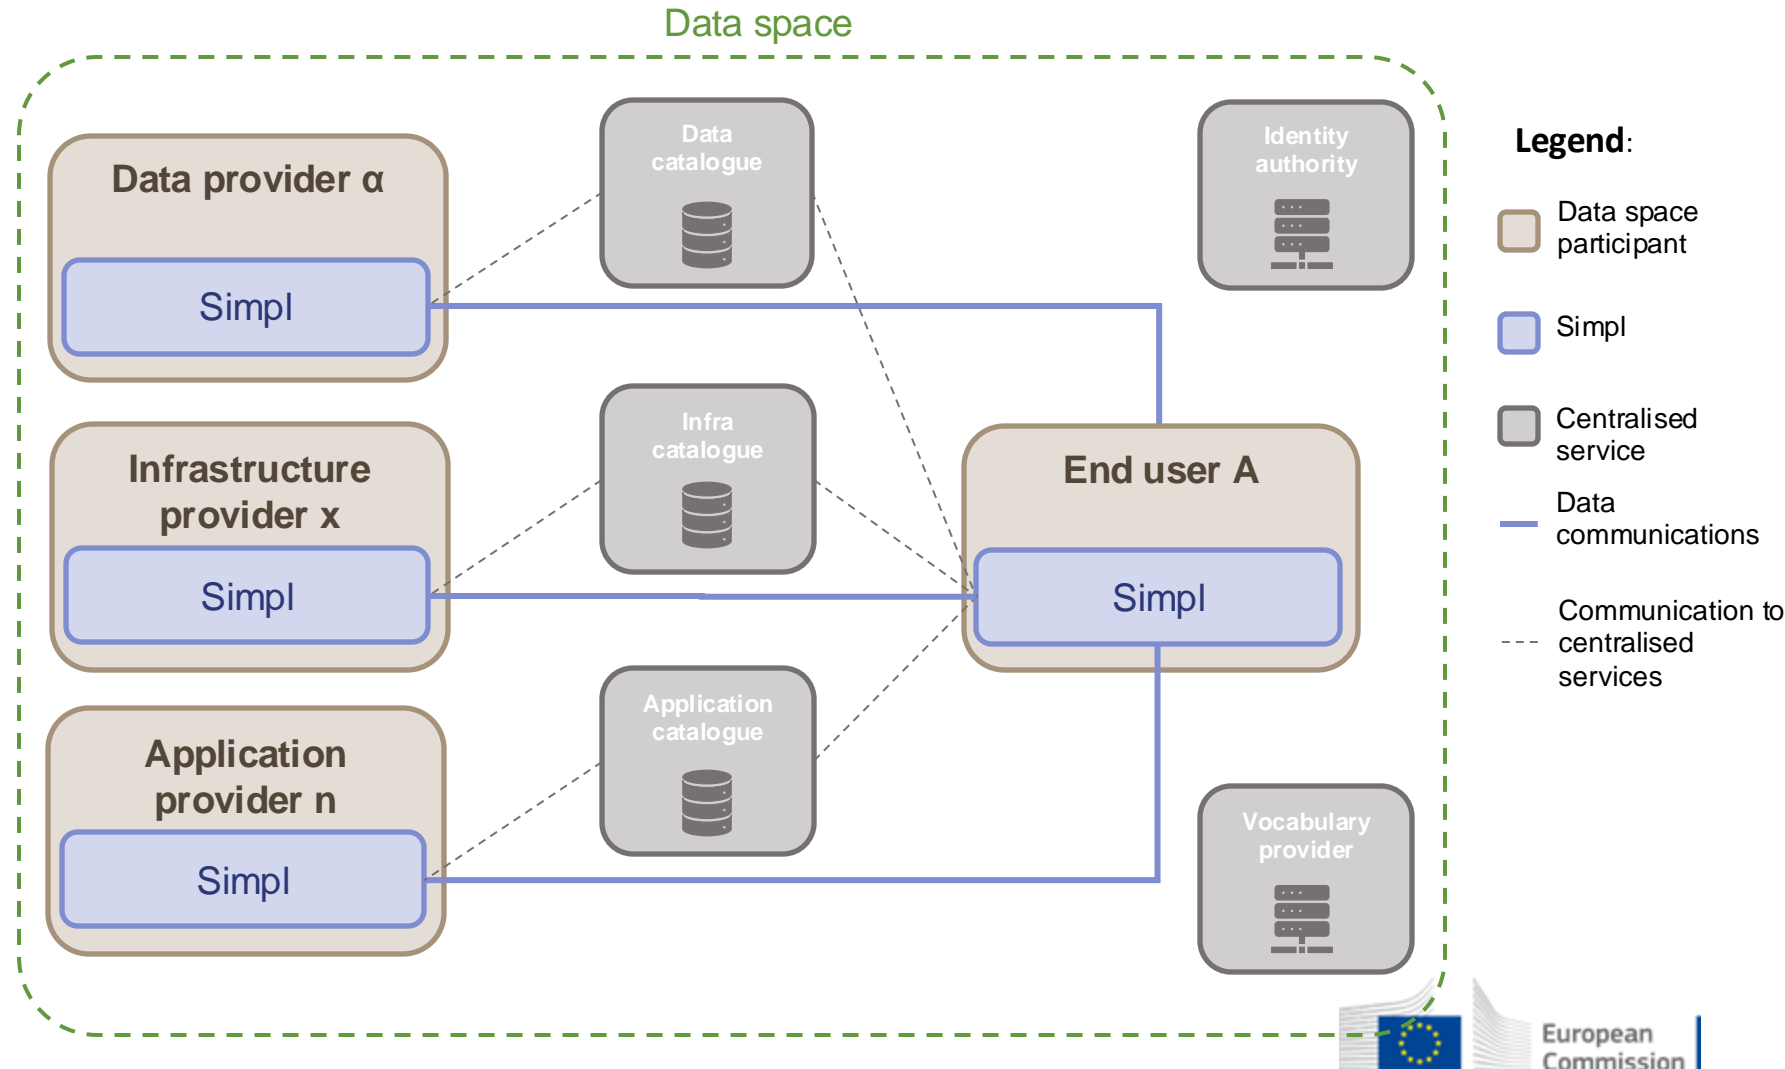 Data space
Data provider α
Simpl
Data
catalogue
Identity
authority
Infrastructure
provider x
Simpl
Infra
catalogue
End user A
Simpl
Application
provider n
Simpl
Application
catalogue
Vocabulary
provider
Legend:
Data space
participant
Simpl
Centralised
service
Data
communications
Communication to
centralised
services
European
Commission